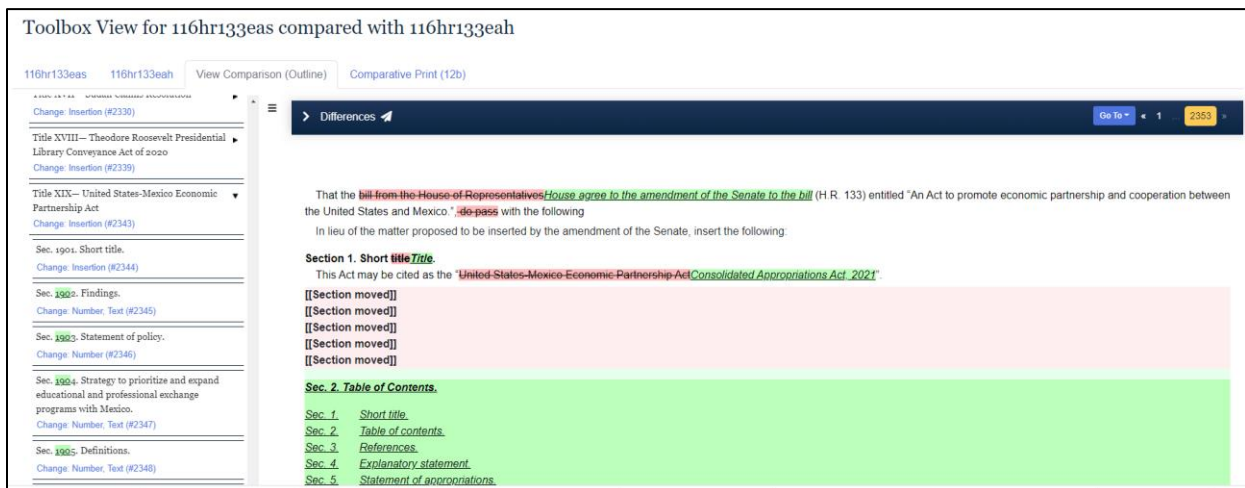 Toolbox View for 116hr133eas compared with 116hr133eah
116hr133eas 116hr133eah View Comparison (Outline) Comparative Print (12b)
Change: Insertion (#2330)
Title XVIII— Theodore Roosevelt Presidential
Library Conveyance Act of 2020
Change: Insertion (#2339)
Title XIX— United States-Mexico Economic
Partnership Act
Change: Insertion (#2343)
Sec. 1901. Short title.
Change: Insertion (#2344)
Sec. 1902. Findings.
Change: Number, Text (#2345)
Sec. 1903. Statement of policy.
Change: Number (#2346)
Sec. 1904. Strategy to prioritize and expand
educational and professional exchange
programs with Mexico.
Change: Number, Text (#2347)
Sec. 1905. Definitions.
Change: Number, Text (#2348)
Differences
Go To « 1 ... 2353 »
That the bill from the House of RepresentativesHouse agree to the amendment of the Senate to the bill (H.R. 133) entitled “An Act to promote economic partnership and cooperation between
the United States and Mexico.”, do pass with the following
In lieu of the matter proposed to be inserted by the amendment of the Senate, insert the following:
Section 1. Short titleTitle.
This Act may be cited as the “United States-Mexico Economic Partnership ActConsolidated Appropriations Act, 2021”.
[[Section moved]]
[[Section moved]]
[[Section moved]]
[[Section moved]]
[[Section moved]]
Sec. 2. Table of Contents.
Sec. 1. Short title.
Sec. 2. Table of contents.
Sec. 3. References.
Sec. 4. Explanatory statement.
Sec. 5. Statement of appropriations.